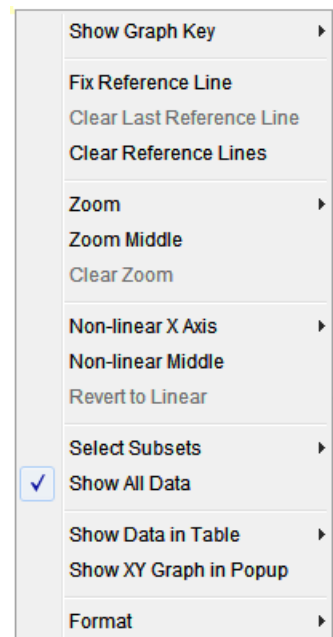 Show Graph Key
Fix Reference Line
Clear Last Reference Line
Clear Reference Lines
Zoom
Zoom Middle
Clear Zoom
Non-linear X Axis
Non-linear Middle
Revert to Linear
Select Subsets
Show All Data
Show Data in Table
Show XY Graph in Popup
Format